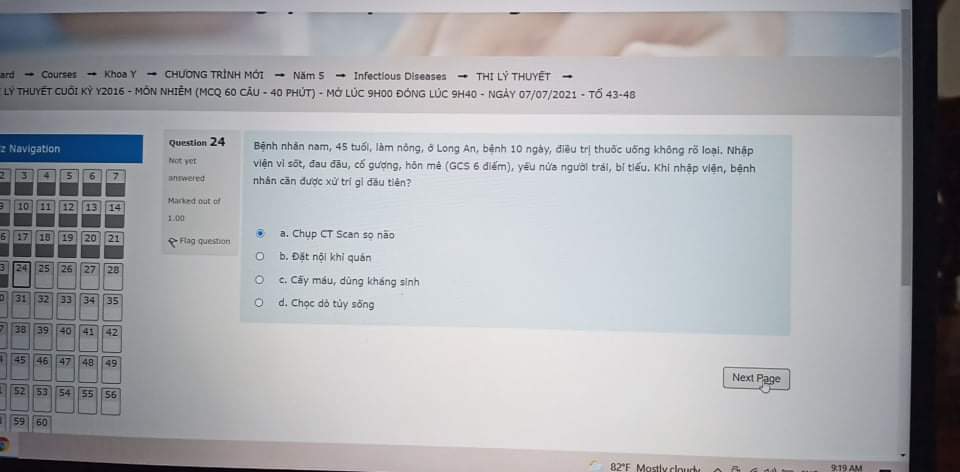 ard → Courses → Khoa Y → CHƯƠNG TRÌNH MỚI → Năm 5 → Infectious Diseases → THI LÝ THUYẾT →
LÝ THUYẾT CUỐI KỲ Y2016 - MÔN NHIỄM (MCQ 60 CÂU - 40 PHÚT) - MỞ LÚC 9H00 ĐÓNG LÚC 9H40 - NGÀY 07/07/2021 - TỔ 43-48
z Navigation
2 3 4 5 6 7
9 10 11 12 13 14
6 17 18 19 20 21
3 24 25 26 27 28
0 31 32 33 34 35
7 38 39 40 41 42
45 46 47 48 49
52 53 54 55 56
59 60
Question 24
Not yet
answered
Marked out of
1.00
Flag question
Bệnh nhân nam, 45 tuổi, làm nông, ở Long An, bệnh 10 ngày, điều trị thuốc uống không rõ loại. Nhập
viện vì sốt, đau đầu, cổ gượng, hôn mê (GCS 6 điểm), yếu nửa người trái, bí tiểu. Khi nhập viện, bệnh
nhân cần được xử trí gì đầu tiên?
a. Chụp CT Scan sọ não
b. Đặt nội khí quản
c. Cấy máu, dùng kháng sinh
d. Chọc dò tủy sống
Next Page
82°F Mostly cloudy
9:19 AM